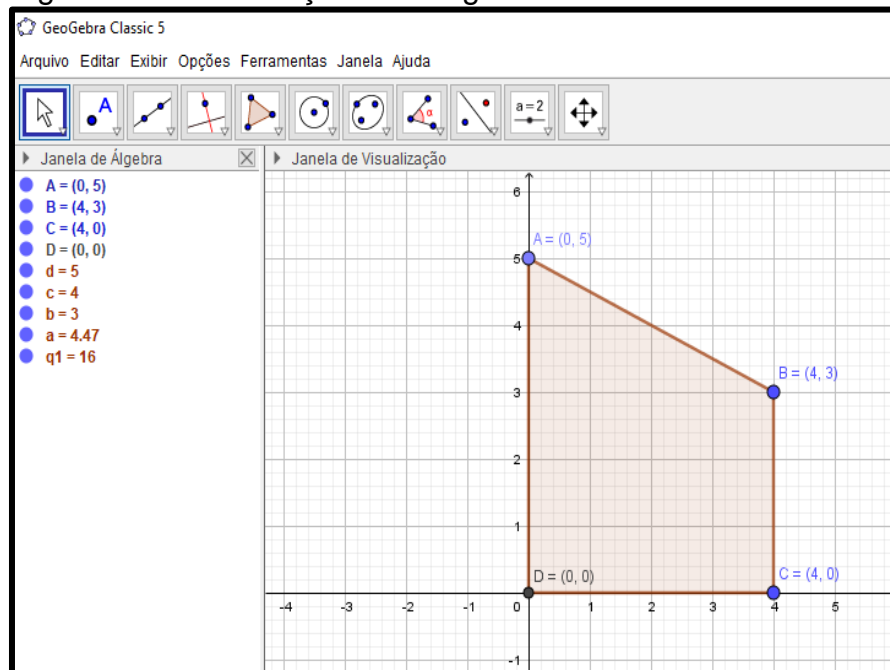 GeoGebra Classic 5
Arquivo Editar Exibir Opções Ferramentas Janela Ajuda
A
α
a=2
Janela de Álgebra
Janela de Visualização
A = (0, 5)
B = (4, 3)
C = (4, 0)
D = (0, 0)
d = 5
c = 4
b = 3
a = 4.47
q1 = 16
6
A = (0, 5)
5
4
B = (4, 3)
3
2
1
D = (0, 0)
C = (4, 0)
-4 -3 -2 -1 0 1 2 3 4 5
-1